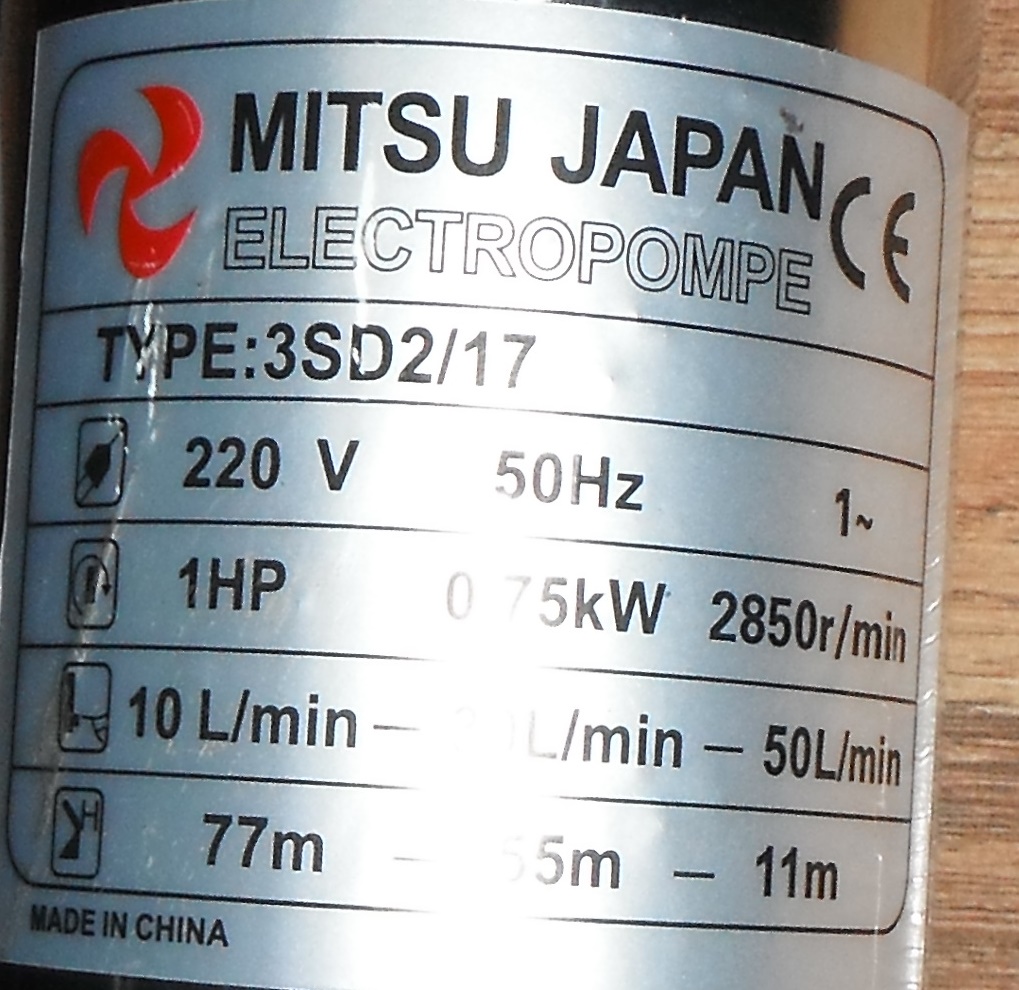 MITSU JAPAN CE
ELECTROPOMPE
TYPE:3SD2/17
220 V 50Hz 1~
1HP 0.75kW 2850r/min
10 L/min — L/min — 50L/min
77m — 55m — 11m
H
MADE IN CHINA